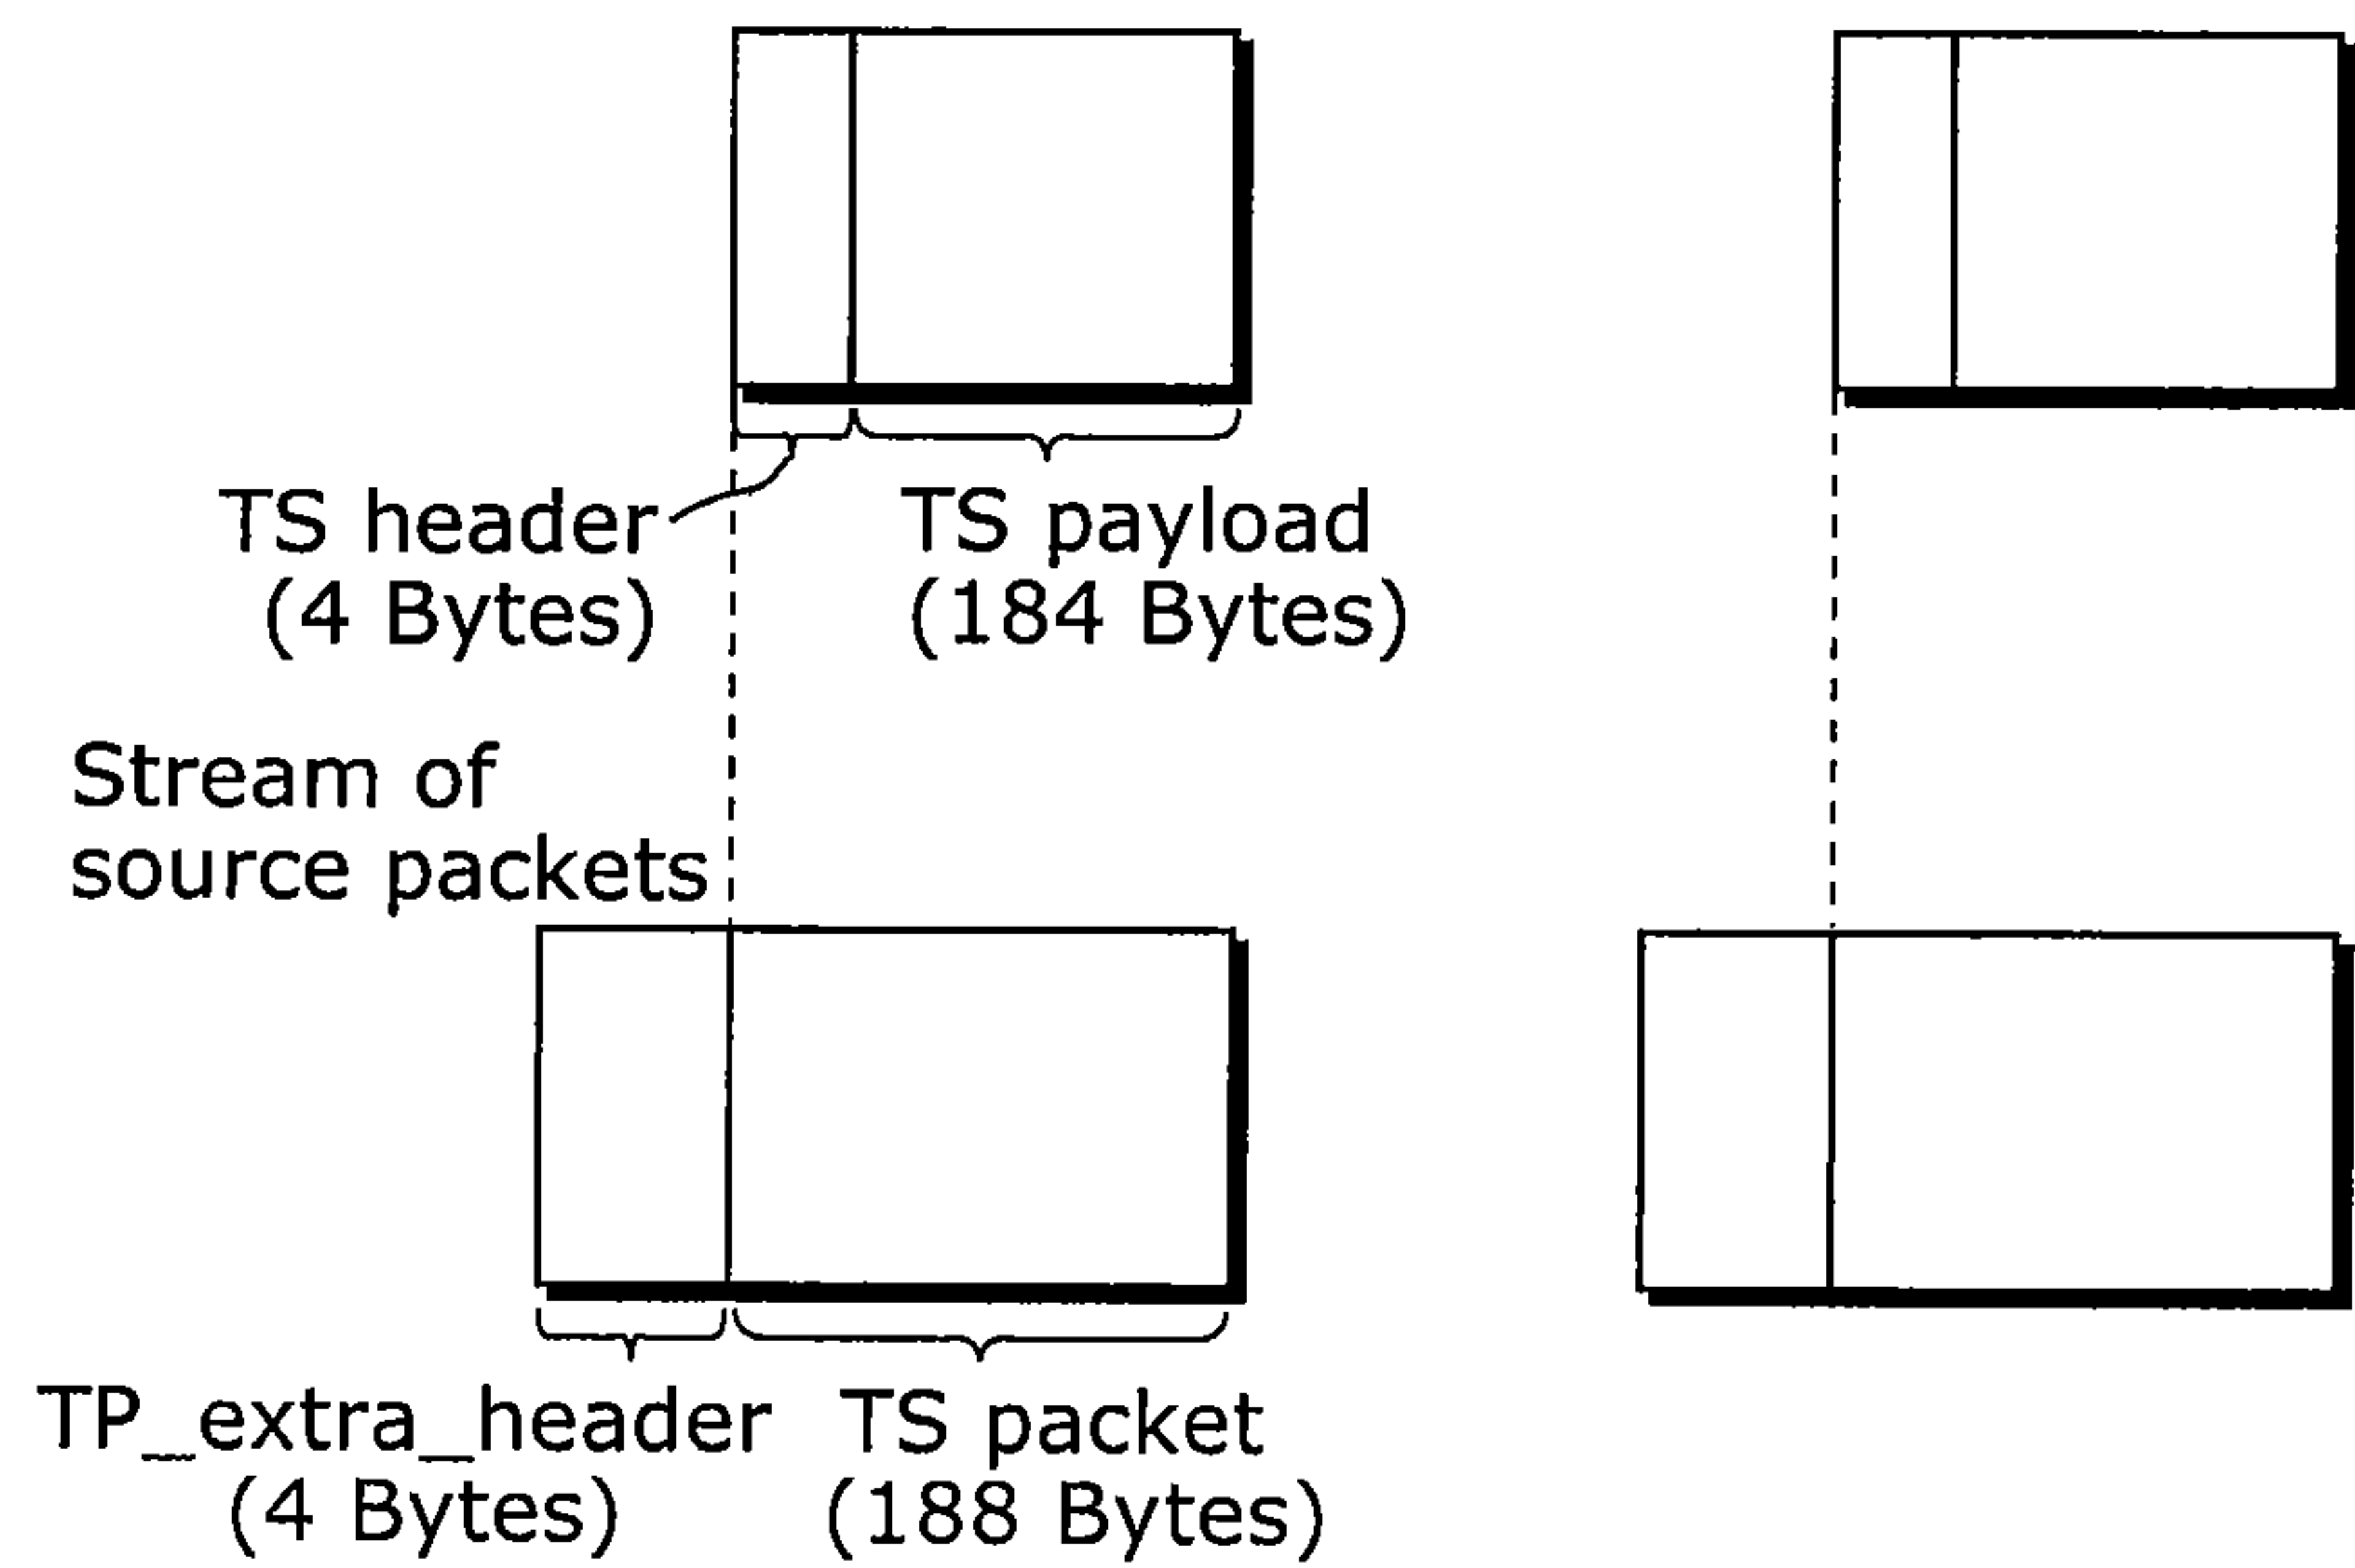 TS header
(4 Bytes)
TS payload
(184 Bytes)
Stream of
source packets
TP_extra_header
(4 Bytes)
TS packet
(188 Bytes)